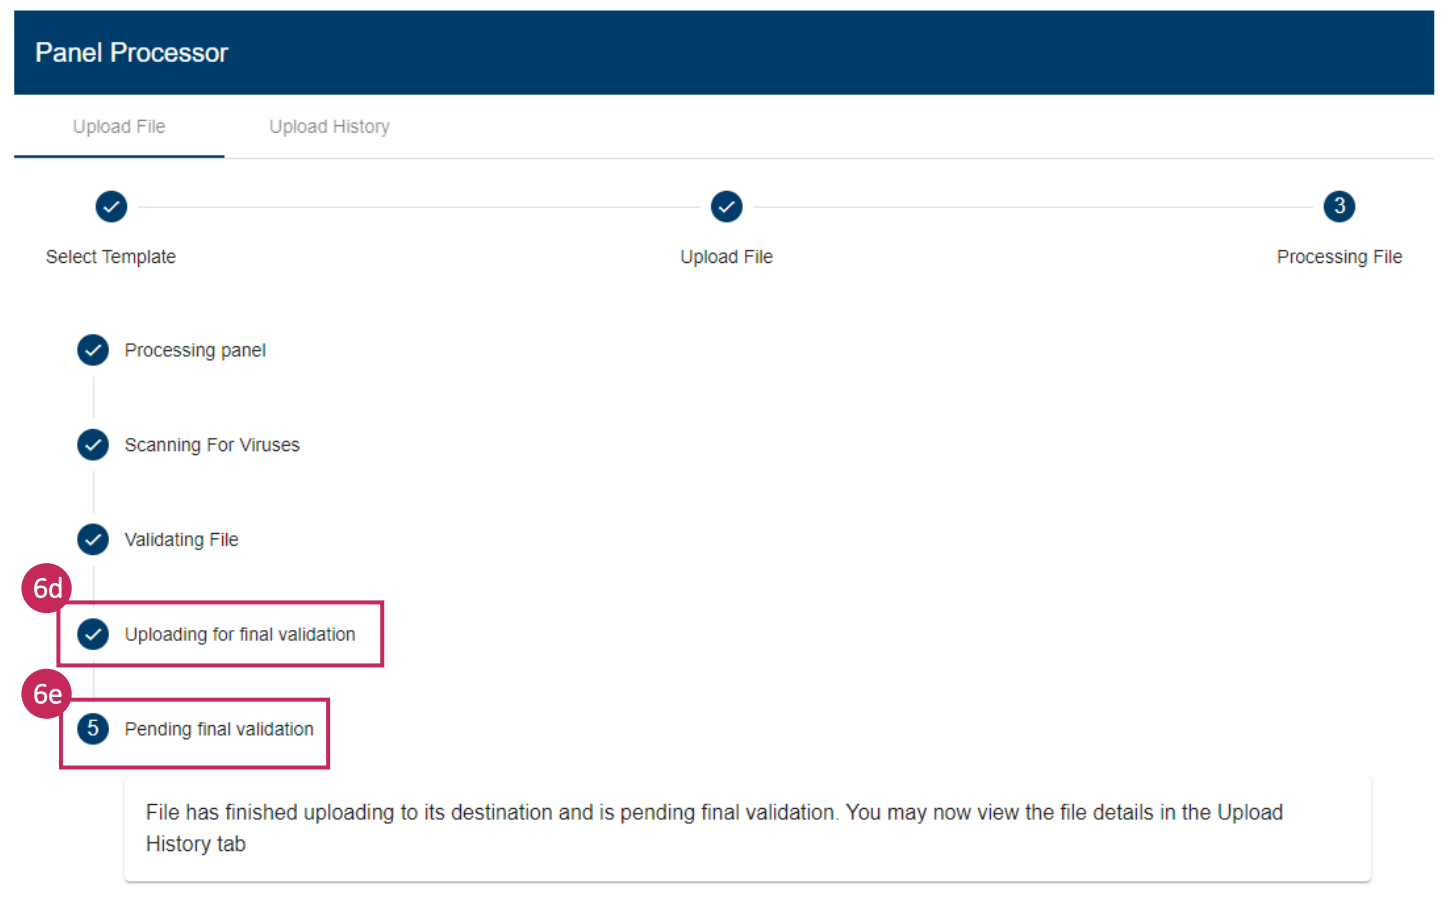 Panel Processor
Upload File
Upload History
3
Select Template
Upload File
Processing File
Processing panel
Scanning For Viruses
Validating File
6d
Uploading for final validation
6e
5
Pending final validation
File has finished uploading to its destination and is pending final validation. You may now view the file details in the Upload
History tab